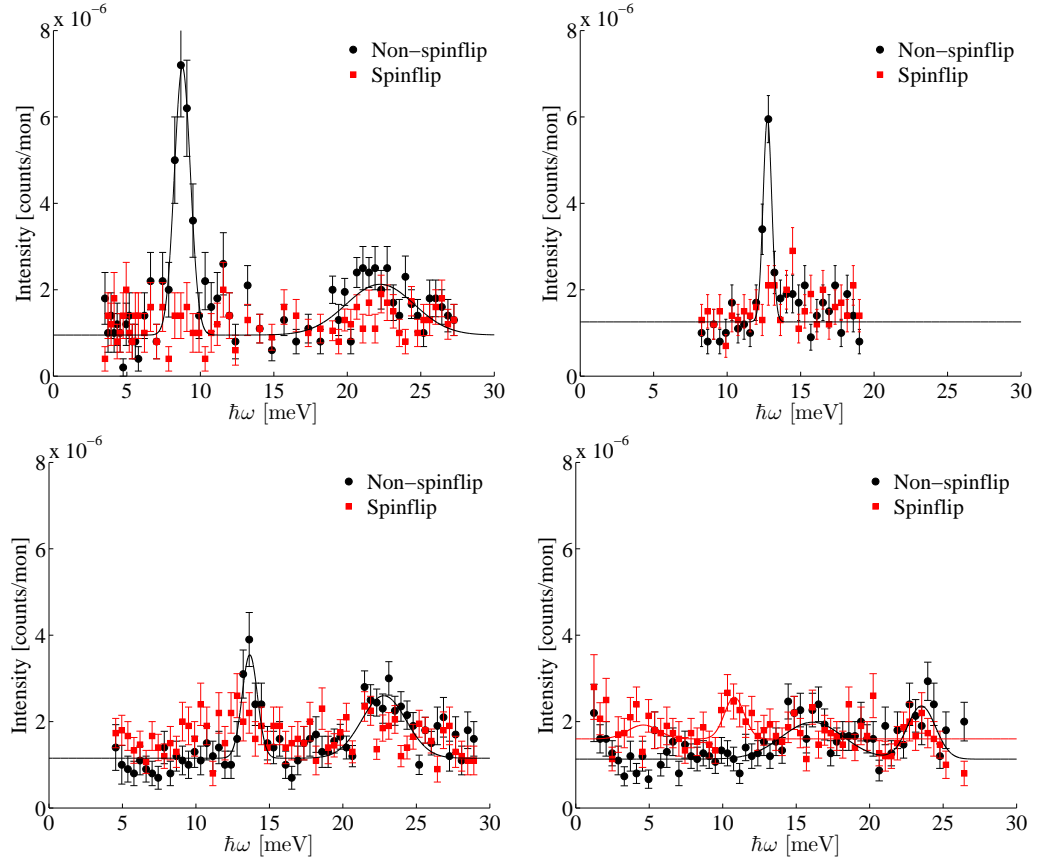 x 10⁻⁶
8
6
4
2
0
Intensity [counts/mon]
Non−spinflip
Spinflip
0 5 10 15 20 25 30
ħω [meV]
x 10⁻⁶
8
6
4
2
0
Intensity [counts/mon]
Non−spinflip
Spinflip
0 5 10 15 20 25 30
ħω [meV]
x 10⁻⁶
8
6
4
2
0
Intensity [counts/mon]
Non−spinflip
Spinflip
0 5 10 15 20 25 30
ħω [meV]
x 10⁻⁶
8
6
4
2
0
Intensity [counts/mon]
Non−spinflip
Spinflip
0 5 10 15 20 25 30
ħω [meV]